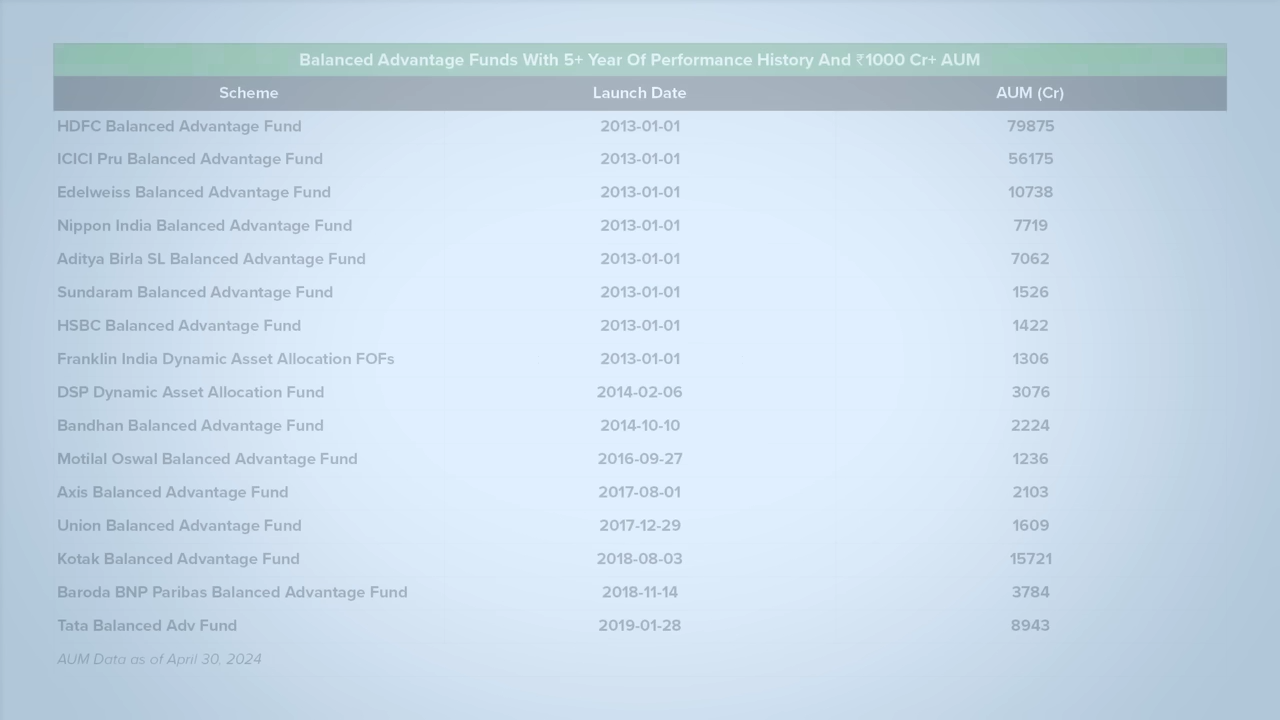 Balanced Advantage Funds With 5+ Year Of Performance History And ₹1000 Cr+ AUM
Scheme Launch Date AUM (Cr)
HDFC Balanced Advantage Fund 2013-01-01 79875
ICICI Pru Balanced Advantage Fund 2013-01-01 56175
Edelweiss Balanced Advantage Fund 2013-01-01 10738
Nippon India Balanced Advantage Fund 2013-01-01 7719
Aditya Birla SL Balanced Advantage Fund 2013-01-01 7062
Sundaram Balanced Advantage Fund 2013-01-01 1526
HSBC Balanced Advantage Fund 2013-01-01 1422
Franklin India Dynamic Asset Allocation FOFs 2013-01-01 1306
DSP Dynamic Asset Allocation Fund 2014-02-06 3076
Bandhan Balanced Advantage Fund 2014-10-10 2224
Motilal Oswal Balanced Advantage Fund 2016-09-27 1236
Axis Balanced Advantage Fund 2017-08-01 2103
Union Balanced Advantage Fund 2017-12-29 1609
Kotak Balanced Advantage Fund 2018-08-03 15721
Baroda BNP Paribas Balanced Advantage Fund 2018-11-14 3784
Tata Balanced Adv Fund 2019-01-28 8943
AUM Data as of April 30, 2024